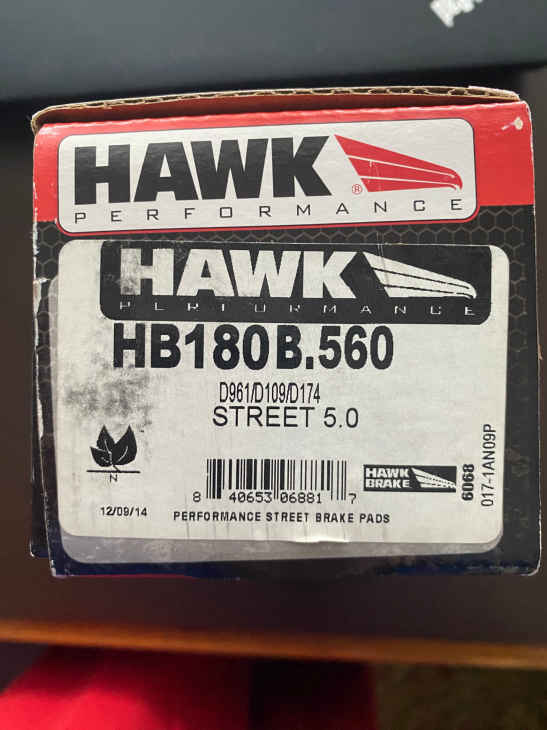 HAWK®
PERFORMANCE
HAWK
PERFORMANCE
HB180B.560
D961/D109/D174
STREET 5.0
N
8 40653 06881 7
HAWK
BRAKE
6068
017-1AN09P
12/09/14
PERFORMANCE STREET BRAKE PADS